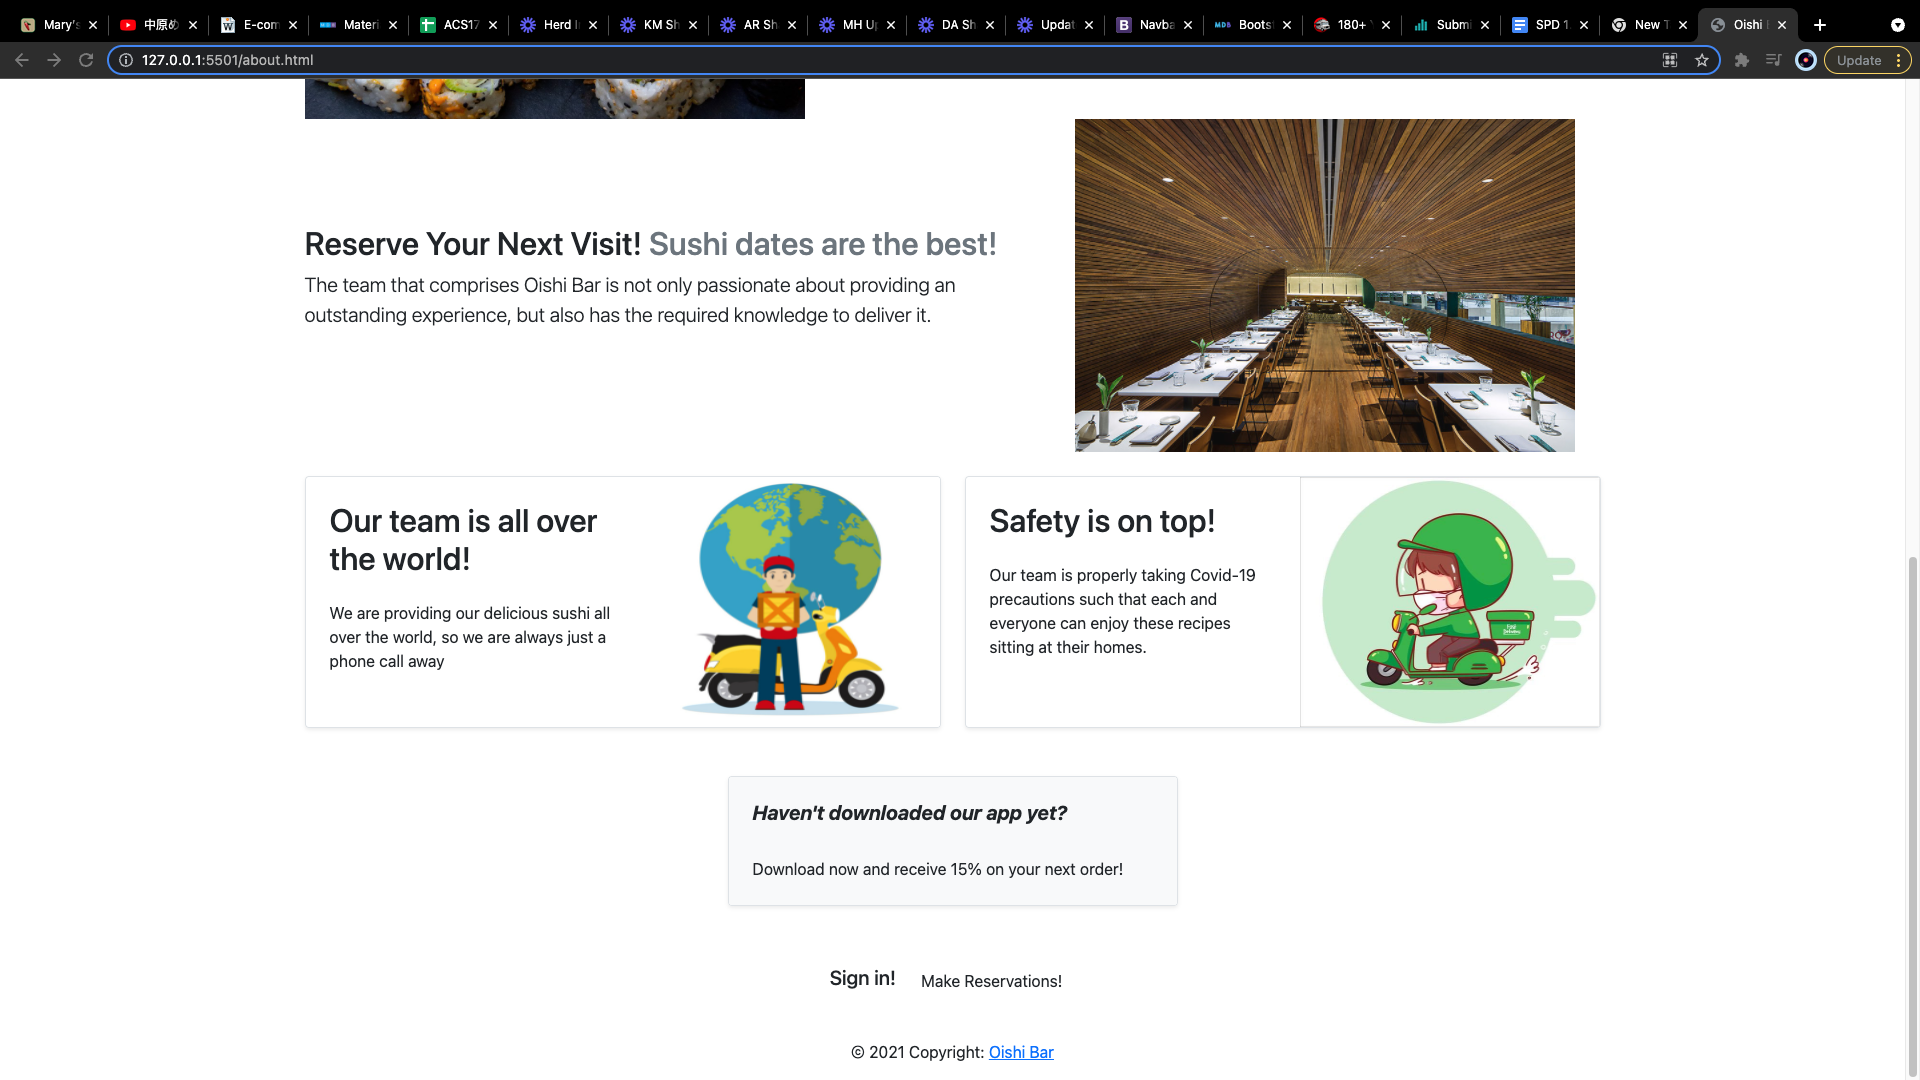 Mary's
中原め
E-com
Materi
ACS17
Herd I
KM Sh
AR Sh
MH Up
DA Sh
Updat
Navba
Boots
180+
Submi
SPD 1.
New T
Oishi
127.0.0.1:5501/about.html
Update
Reserve Your Next Visit! Sushi dates are the best!
The team that comprises Oishi Bar is not only passionate about providing an
outstanding experience, but also has the required knowledge to deliver it.
Our team is all over
the world!
We are providing our delicious sushi all
over the world, so we are always just a
phone call away
Safety is on top!
Our team is properly taking Covid-19
precautions such that each and
everyone can enjoy these recipes
sitting at their homes.
Haven't downloaded our app yet?
Download now and receive 15% on your next order!
Sign in!
Make Reservations!
© 2021 Copyright: Oishi Bar